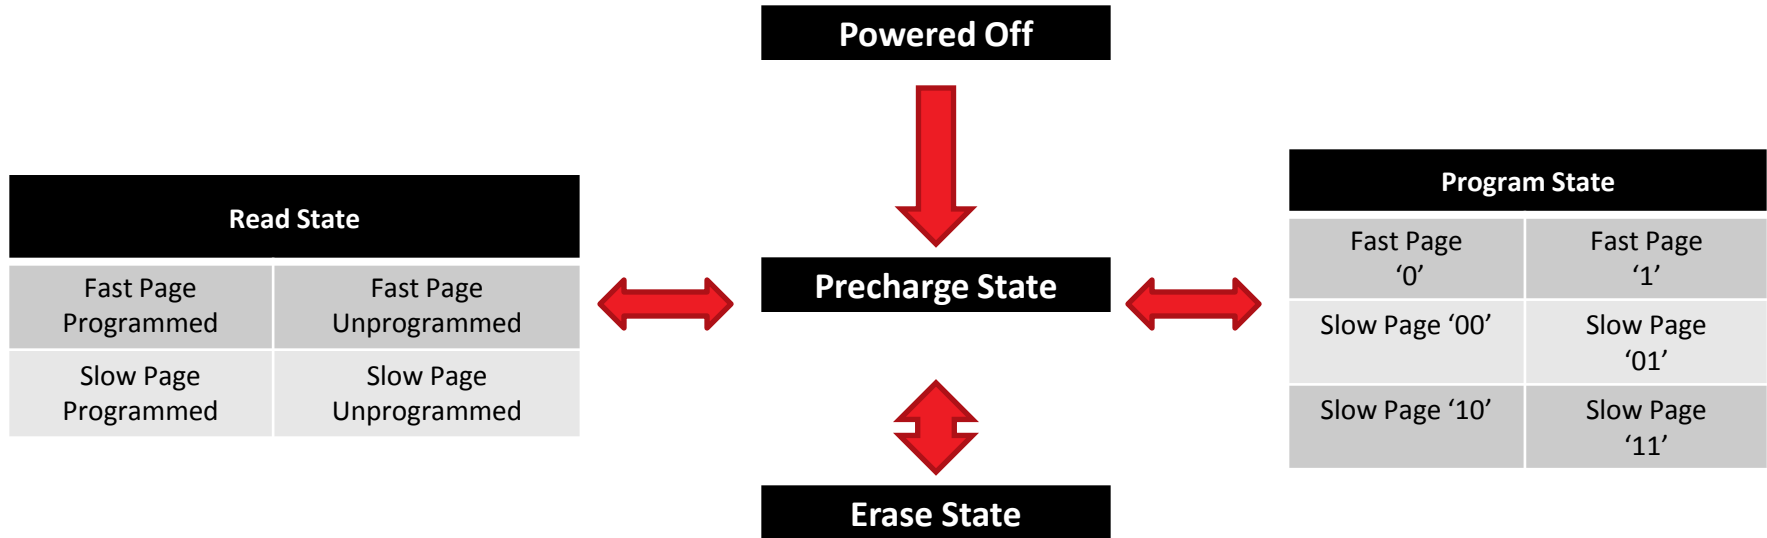 Powered Off
Read State
Fast Page
Programmed
Fast Page
Unprogrammed
Slow Page
Programmed
Slow Page
Unprogrammed
Precharge State
Erase State
Program State
Fast Page
‘0’
Fast Page
‘1’
Slow Page ‘00’
Slow Page
‘01’
Slow Page ‘10’
Slow Page
‘11’